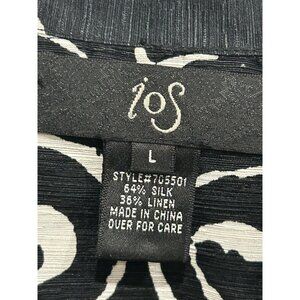 ios
L
STYLE#705501
64% SILK
36% LINEN
MADE IN CHINA
OVER FOR CARE